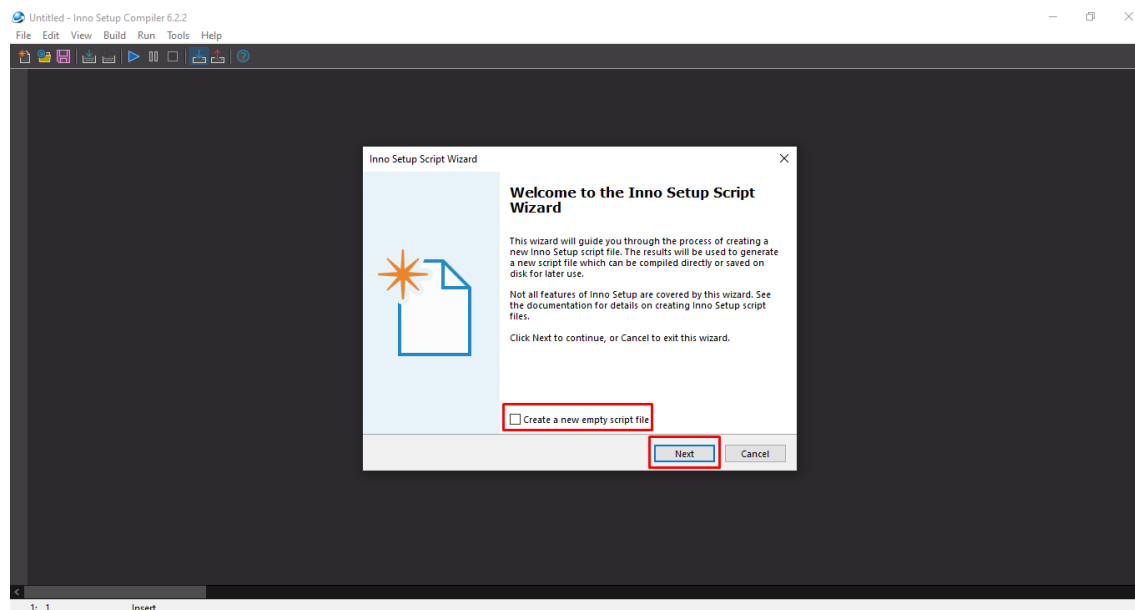 Untitled - Inno Setup Compiler 6.2.2
File Edit View Build Run Tools Help
Inno Setup Script Wizard
Welcome to the Inno Setup Script
Wizard
This wizard will guide you through the process of creating a
new Inno Setup script file. The results will be used to generate
a new script file which can be compiled directly or saved on
disk for later use.
Not all features of Inno Setup are covered by this wizard. See
the documentation for details on creating Inno Setup script
files.
Click Next to continue, or Cancel to exit this wizard.
Create a new empty script file
Next Cancel
1: 1 Insert